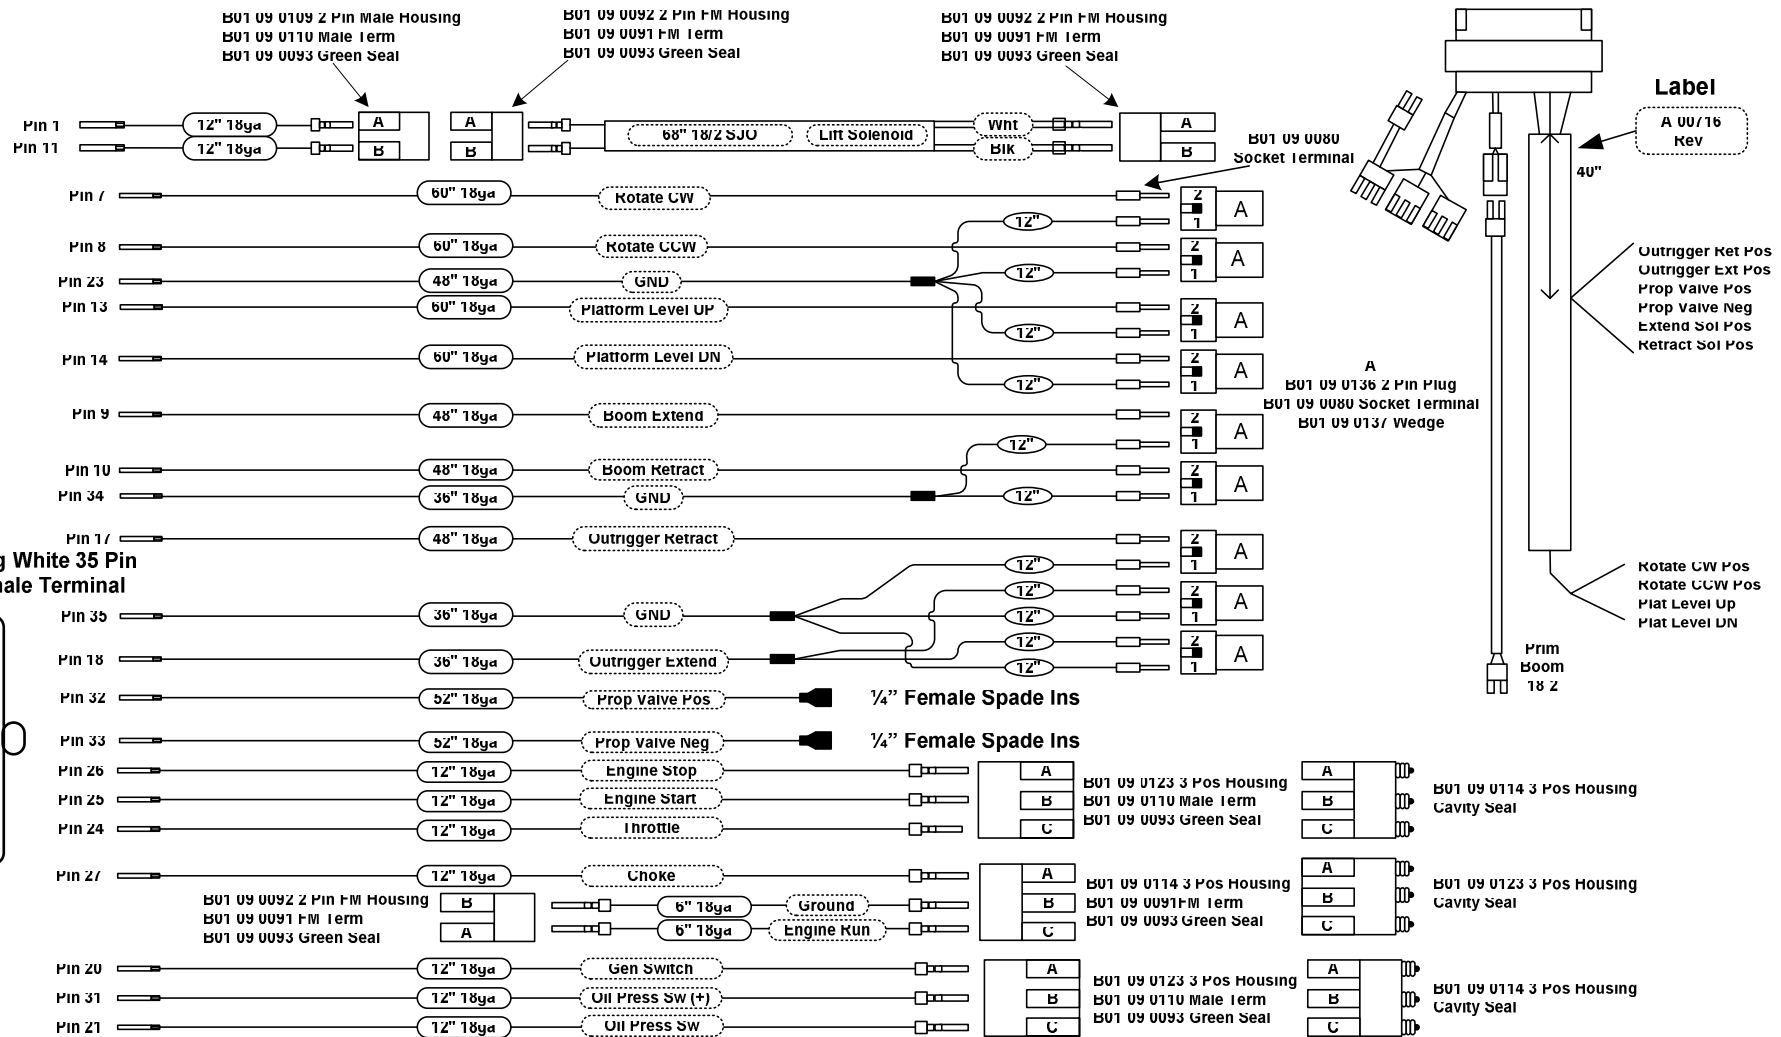 B01 09 0109 2 Pin Male Housing
B01 09 0110 Male Term
B01 09 0093 Green Seal
B01 09 0092 2 Pin FM Housing
B01 09 0091 FM Term
B01 09 0093 Green Seal
B01 09 0092 2 Pin FM Housing
B01 09 0091 FM Term
B01 09 0093 Green Seal
Label
A 00716
Rev
40"
Pin 1 12" 18ga A A 68" 18/2 SJO Lift Solenoid Wht A
Pin 11 12" 18ga B B Blk B
B01 09 0080
Socket Terminal
Pin 7 60" 18ga Rotate CW 2 A
12" 1
Pin 8 60" 18ga Rotate CCW 2 A
Pin 23 48" 18ga GND 12" 1
Pin 13 60" 18ga Platform Level UP 2 A
12" 1
Pin 14 60" 18ga Platform Level DN 2 A
12" 1
Outrigger Ret Pos
Outrigger Ext Pos
Prop Valve Pos
Prop Valve Neg
Extend Sol Pos
Retract Sol Pos
A
B01 09 0136 2 Pin Plug
B01 09 0080 Socket Terminal
B01 09 0137 Wedge
Pin 9 48" 18ga Boom Extend 2 A
12" 1
Pin 10 48" 18ga Boom Retract 2 A
Pin 34 36" 18ga GND 12" 1
Pin 17 48" 18ga Outrigger Retract 2 A
12" 1
g White 35 Pin
nale Terminal
12" 2 A
Pin 35 36" 18ga GND 12" 1
12" 2 A
Pin 18 36" 18ga Outrigger Extend 12" 1
Rotate CW Pos
Rotate CCW Pos
Plat Level Up
Plat Level DN
Prim
Boom
18 2
Pin 32 52" 18ga Prop Valve Pos ¼” Female Spade Ins
Pin 33 52" 18ga Prop Valve Neg ¼” Female Spade Ins
Pin 26 12" 18ga Engine Stop A
Pin 25 12" 18ga Engine Start B
Pin 24 12" 18ga Throttle C
B01 09 0123 3 Pos Housing
B01 09 0110 Male Term
B01 09 0093 Green Seal
A
B
C
B01 09 0114 3 Pos Housing
Cavity Seal
Pin 27 12" 18ga Choke A
B01 09 0092 2 Pin FM Housing
B01 09 0091 FM Term
B01 09 0093 Green Seal
B 6" 18ga Ground B
A 6" 18ga Engine Run C
B01 09 0114 3 Pos Housing
B01 09 0091FM Term
B01 09 0093 Green Seal
A
B
C
B01 09 0123 3 Pos Housing
Cavity Seal
Pin 20 12" 18ga Gen Switch A
Pin 31 12" 18ga Oil Press Sw (+) B
Pin 21 12" 18ga Oil Press Sw C
B01 09 0123 3 Pos Housing
B01 09 0110 Male Term
B01 09 0093 Green Seal
A
B
C
B01 09 0114 3 Pos Housing
Cavity Seal